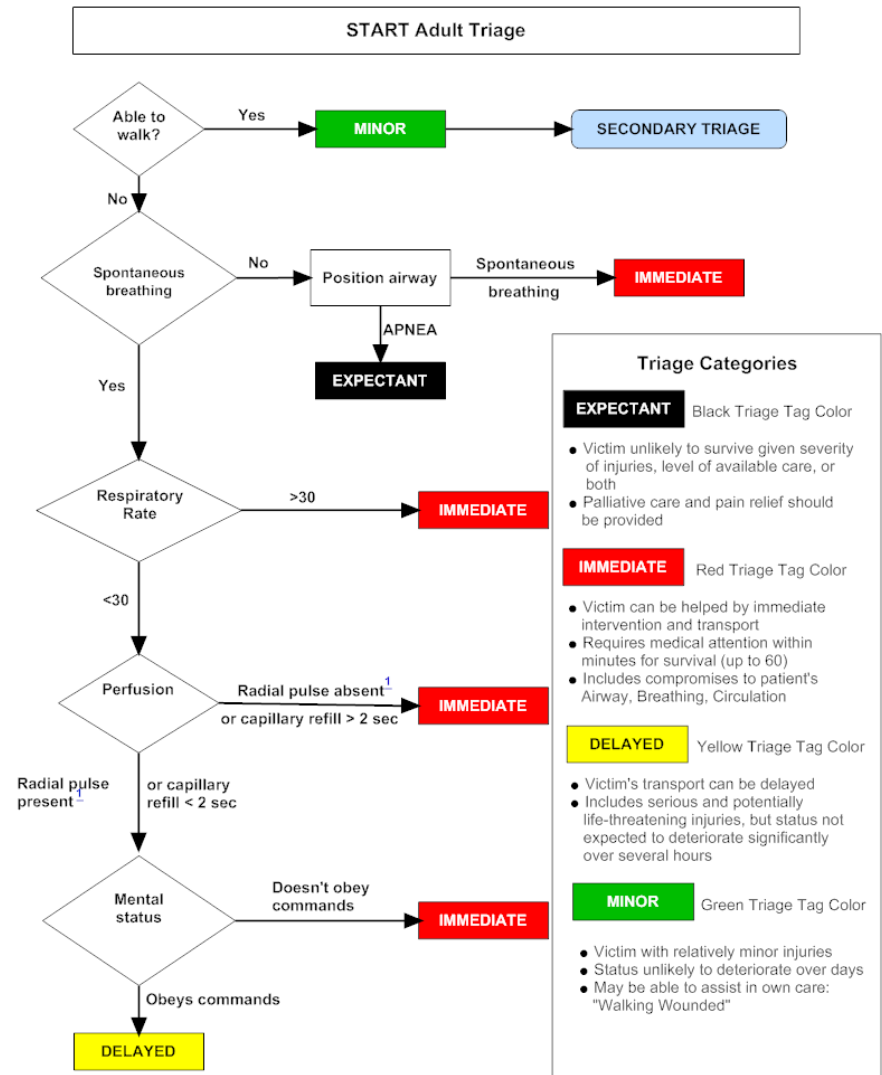 START Adult Triage
Able to
walk?
Yes
MINOR
SECONDARY TRIAGE
No
Spontaneous
breathing
No
Position airway
Spontaneous
breathing
IMMEDIATE
APNEA
EXPECTANT
Yes
Respiratory
Rate
>30
IMMEDIATE
<30
Perfusion
Radial pulse absent1
or capillary refill > 2 sec
IMMEDIATE
Radial pulse
present1
or capillary
refill < 2 sec
Mental
status
Doesn't obey
commands
IMMEDIATE
Obeys commands
DELAYED
Triage Categories
EXPECTANT Black Triage Tag Color
● Victim unlikely to survive given severity
of injuries, level of available care, or
both
● Palliative care and pain relief should
be provided
IMMEDIATE Red Triage Tag Color
● Victim can be helped by immediate
intervention and transport
● Requires medical attention within
minutes for survival (up to 60)
● Includes compromises to patient's
Airway, Breathing, Circulation
DELAYED Yellow Triage Tag Color
● Victim's transport can be delayed
● Includes serious and potentially
life-threatening injuries, but status not
expected to deteriorate significantly
over several hours
MINOR Green Triage Tag Color
● Victim with relatively minor injuries
● Status unlikely to deteriorate over days
● May be able to assist in own care:
"Walking Wounded"